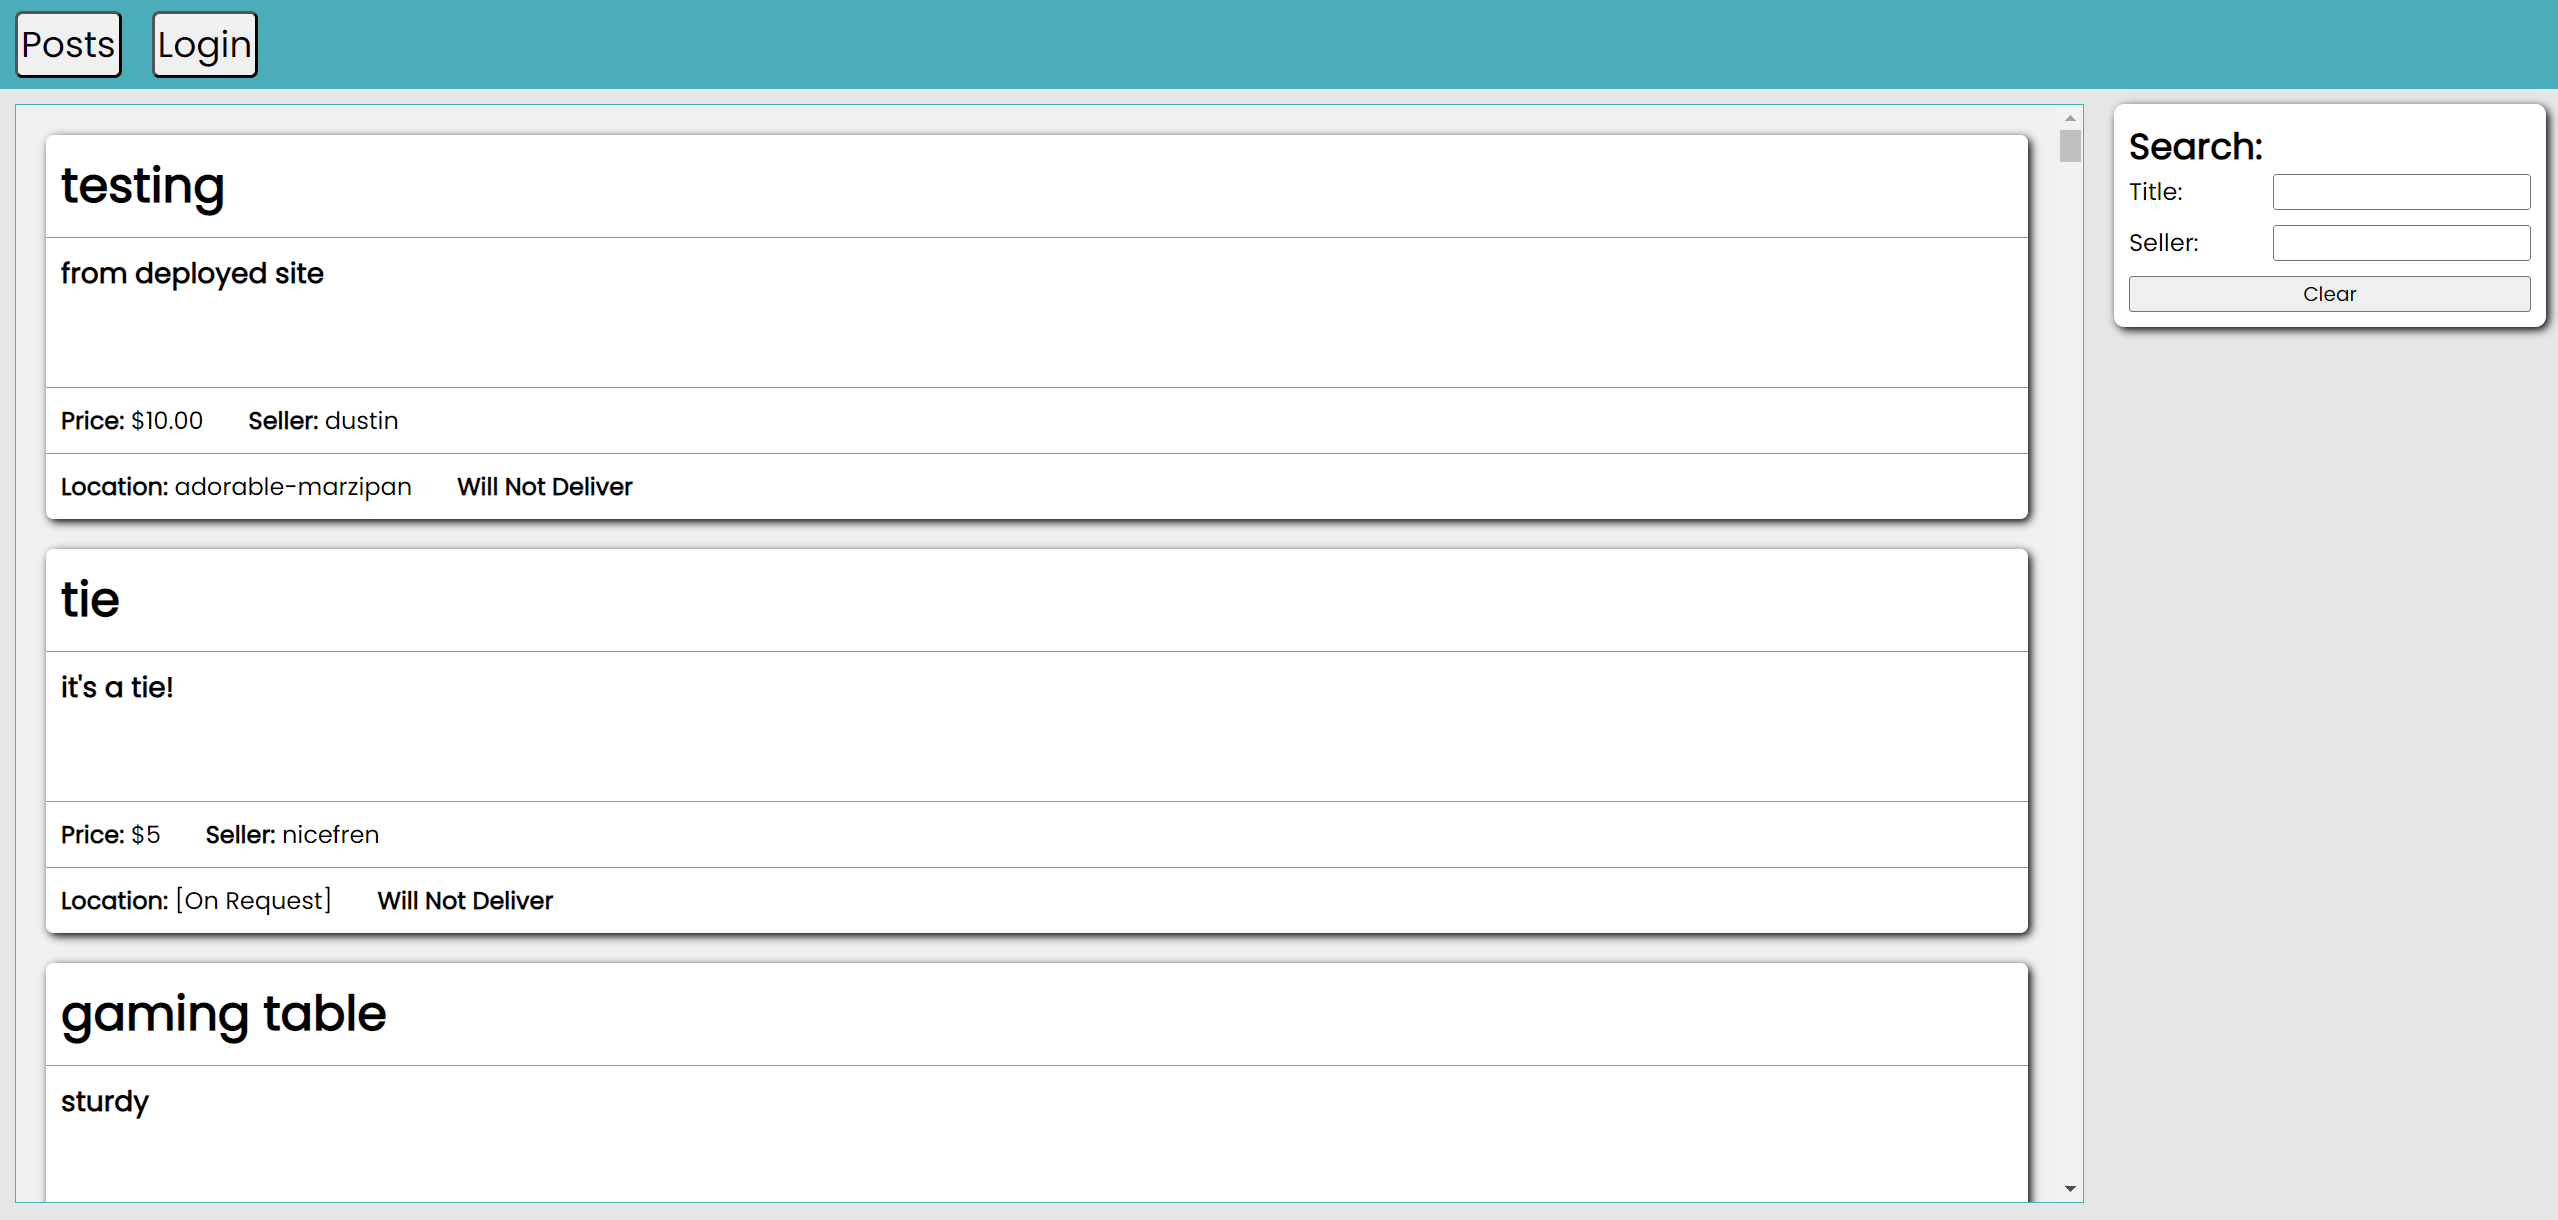 Posts Login
testing
from deployed site
Price: $10.00 Seller: dustin
Location: adorable-marzipan Will Not Deliver
tie
it's a tie!
Price: $5 Seller: nicefren
Location: [On Request] Will Not Deliver
gaming table
sturdy
Search:
Title:
Seller:
Clear